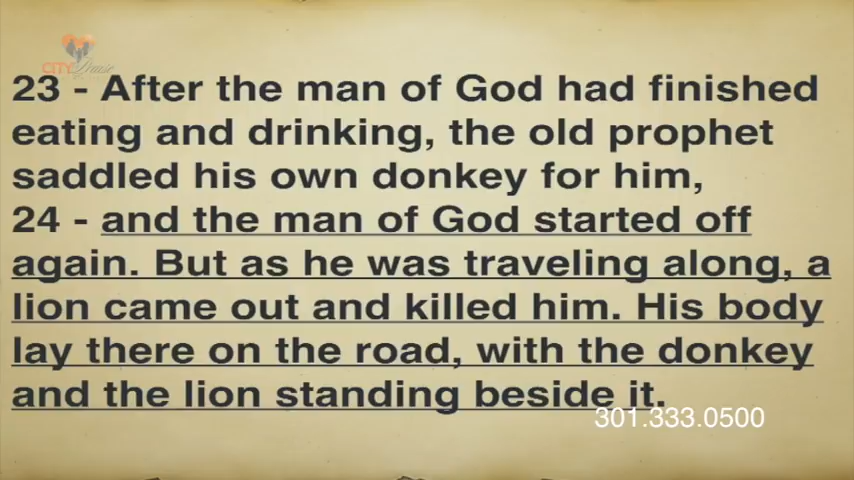 CITY Praise
23 - After the man of God had finished
eating and drinking, the old prophet
saddled his own donkey for him,
24 - and the man of God started off
again. But as he was traveling along, a
lion came out and killed him. His body
lay there on the road, with the donkey
and the lion standing beside it.
301.333.0500